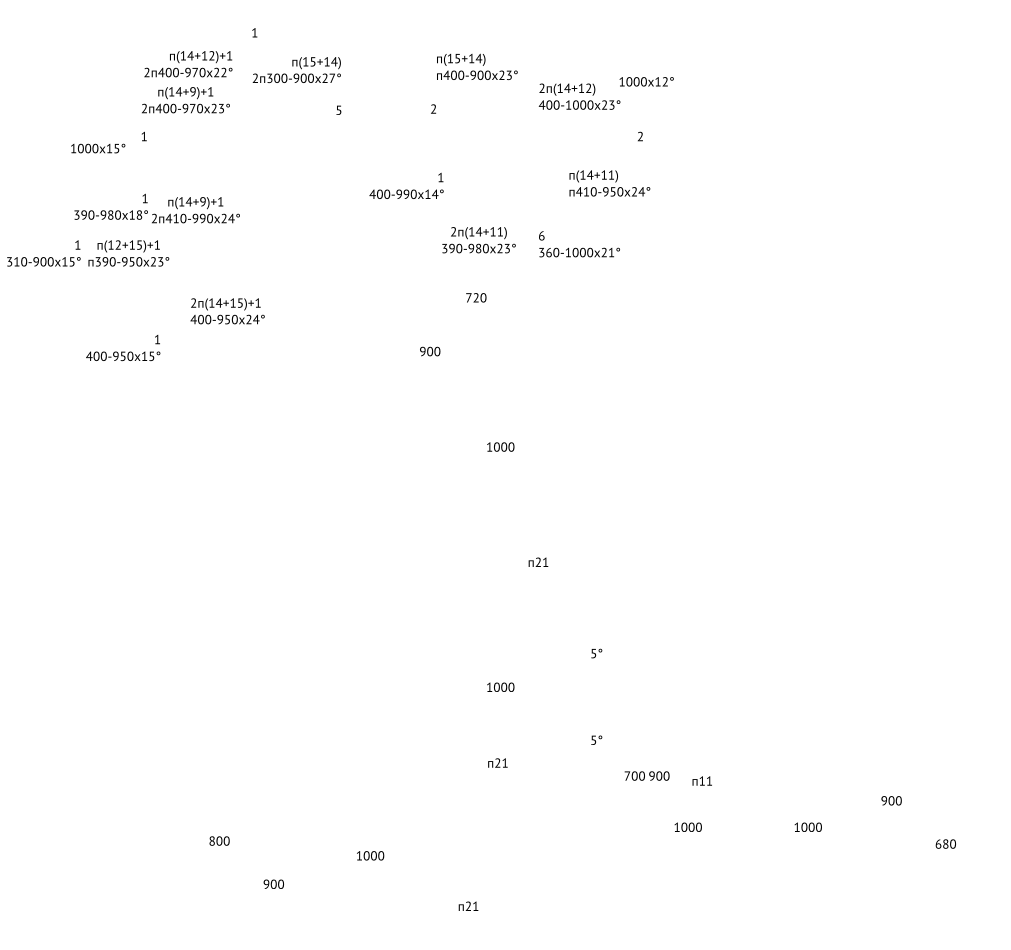 1
п(14+12)+1
2п400-970x22°
п(15+14)
2п300-900x27°
п(15+14)
п400-900x23°
1000x12°
2п(14+12)
400-1000x23°
п(14+9)+1
2п400-970x23°
5
2
1
1000x15°
2
1
400-990x14°
п(14+11)
п410-950x24°
1
390-980x18°
п(14+9)+1
2п410-990x24°
2п(14+11)
390-980x23°
6
360-1000x21°
1
310-900x15°
п(12+15)+1
п390-950x23°
2п(14+15)+1
400-950x24°
720
1
400-950x15°
900
1000
п21
5°
1000
5°
п21
700 900
п11
900
1000
1000
800
680
1000
900
п21